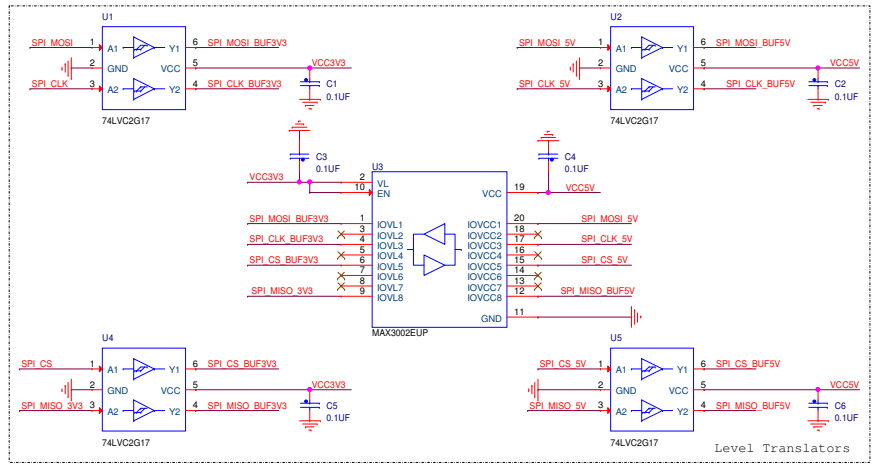 U1
SPI_MOSI 1 A1 Y1 6 SPI_MOSI_BUF3V3
2 GND VCC 5 VCC3V3
SPI_CLK 3 A2 Y2 4 SPI_CLK_BUF3V3
C1
0.1UF
74LVC2G17
U2
SPI_MOSI_5V 1 A1 Y1 6 SPI_MOSI_BUF5V
2 GND VCC 5 VCC5V
SPI_CLK_5V 3 A2 Y2 4 SPI_CLK_BUF5V
C2
0.1UF
74LVC2G17
C3
0.1UF
C4
0.1UF
U3
VCC3V3 2 VL
10 EN
VCC 19 VCC5V
SPI_MOSI_BUF3V3 1 IOVL1 IOVCC1 20 SPI_MOSI_5V
3 IOVL2 IOVCC2 18
SPI_CLK_BUF3V3 4 IOVL3 IOVCC3 17 SPI_CLK_5V
5 IOVL4 IOVCC4 16
SPI_CS_BUF3V3 6 IOVL5 IOVCC5 15 SPI_CS_5V
7 IOVL6 IOVCC6 14
8 IOVL7 IOVCC7 13
SPI_MISO_3V3 9 IOVL8 IOVCC8 12 SPI_MISO_BUF5V
GND 11
MAX3002EUP
U4
SPI_CS 1 A1 Y1 6 SPI_CS_BUF3V3
2 GND VCC 5 VCC3V3
SPI_MISO_3V3 3 A2 Y2 4 SPI_MISO_BUF3V3
C5
0.1UF
74LVC2G17
U5
SPI_CS_5V 1 A1 Y1 6 SPI_CS_BUF5V
2 GND VCC 5 VCC5V
SPI_MISO_5V 3 A2 Y2 4 SPI_MISO_BUF5V
C6
0.1UF
74LVC2G17
Level Translators